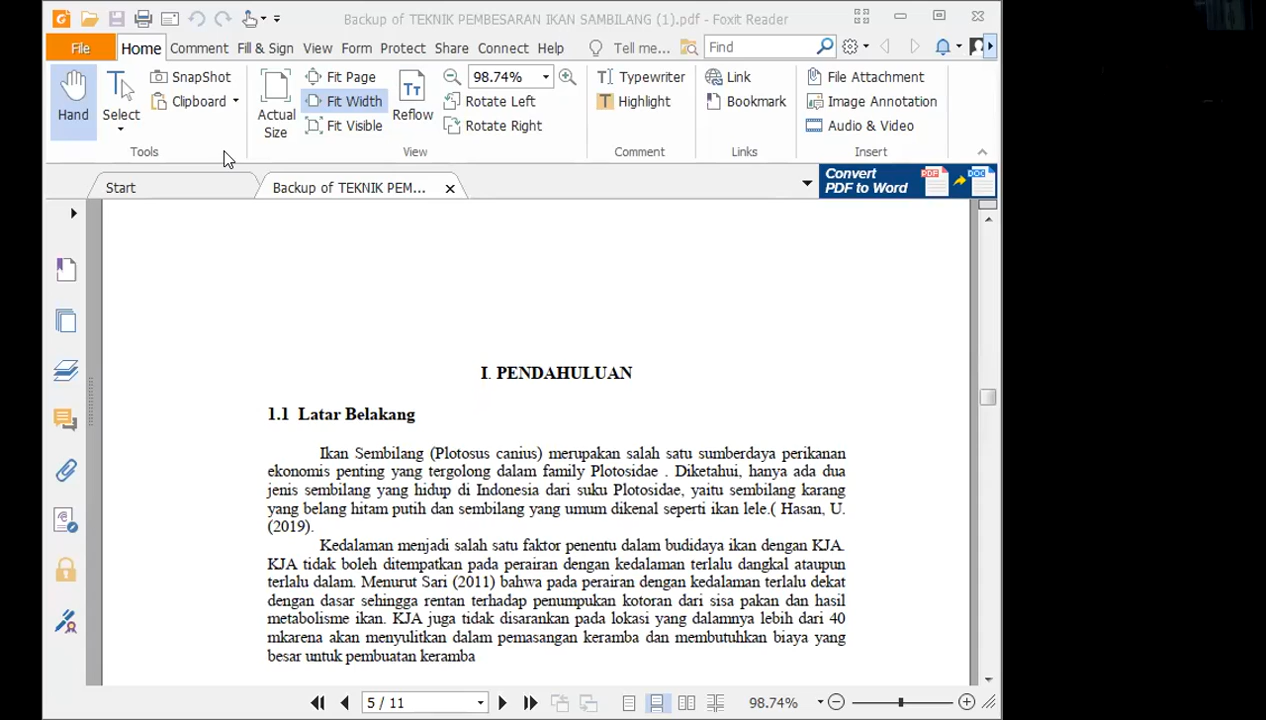 Backup of TEKNIK PEMBESARAN IKAN SAMBILANG (1).pdf - Foxit Reader
File Home Comment Fill & Sign View Form Protect Share Connect Help Tell me... Find
Hand
Select
SnapShot
Clipboard
Tools
Actual Size
Fit Page
Fit Width
Fit Visible
Reflow
98.74%
Rotate Left
Rotate Right
View
Typewriter
Highlight
Comment
Link
Bookmark
Links
File Attachment
Image Annotation
Audio & Video
Insert
Start
Backup of TEKNIK PEM...
Convert
PDF to Word
PDF
DOC
I. PENDAHULUAN
1.1 Latar Belakang
Ikan Sembilang (Plotosus canius) merupakan salah satu sumberdaya perikanan
ekonomis penting yang tergolong dalam family Plotosidae . Diketahui, hanya ada dua
jenis sembilang yang hidup di Indonesia dari suku Plotosidae, yaitu sembilang karang
yang belang hitam putih dan sembilang yang umum dikenal seperti ikan lele.( Hasan, U.
(2019).
Kedalaman menjadi salah satu faktor penentu dalam budidaya ikan dengan KJA.
KJA tidak boleh ditempatkan pada perairan dengan kedalaman terlalu dangkal ataupun
terlalu dalam. Menurut Sari (2011) bahwa pada perairan dengan kedalaman terlalu dekat
dengan dasar sehingga rentan terhadap penumpukan kotoran dari sisa pakan dan hasil
metabolisme ikan. KJA juga tidak disarankan pada lokasi yang dalamnya lebih dari 40
mkarena akan menyulitkan dalam pemasangan keramba dan membutuhkan biaya yang
besar untuk pembuatan keramba
5 / 11
98.74%